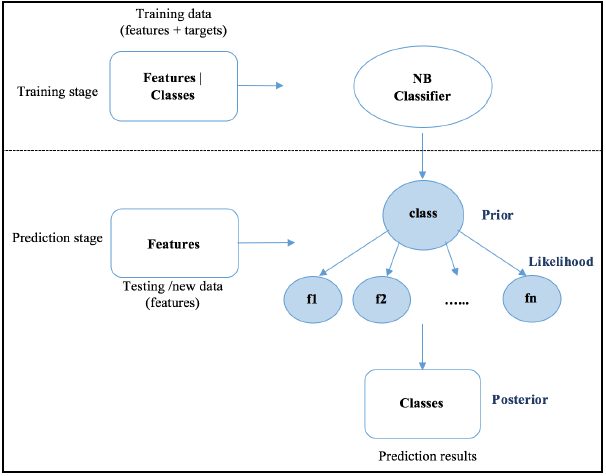 Training data
(features + targets)
Training stage
Features |
Classes
NB
Classifier
Prediction stage
Features
Testing /new data
(features)
class
Prior
Likelihood
f1
f2
…...
fn
Classes
Posterior
Prediction results